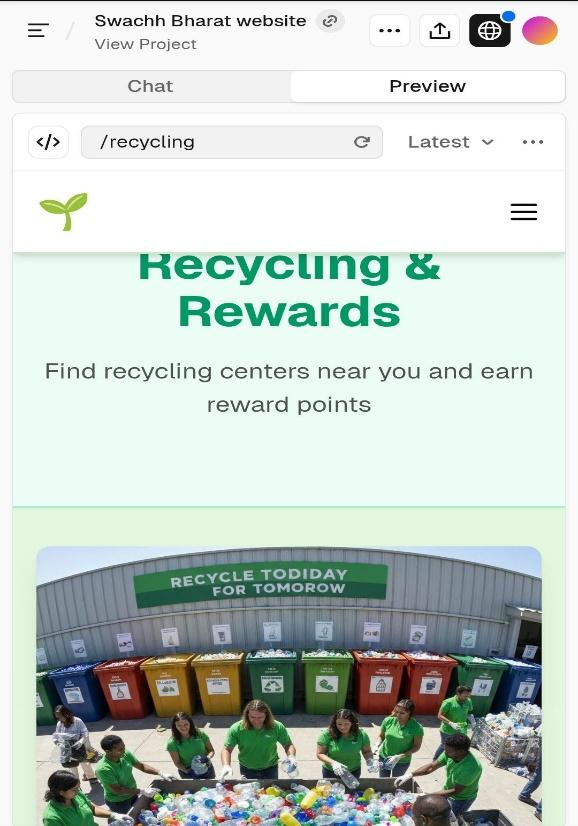 Swachh Bharat website
View Project
Chat
Preview
/recycling
Latest
Recycling &
Rewards
Find recycling centers near you and earn
reward points
RECYCLE TODIDAY
FOR TOMOROW